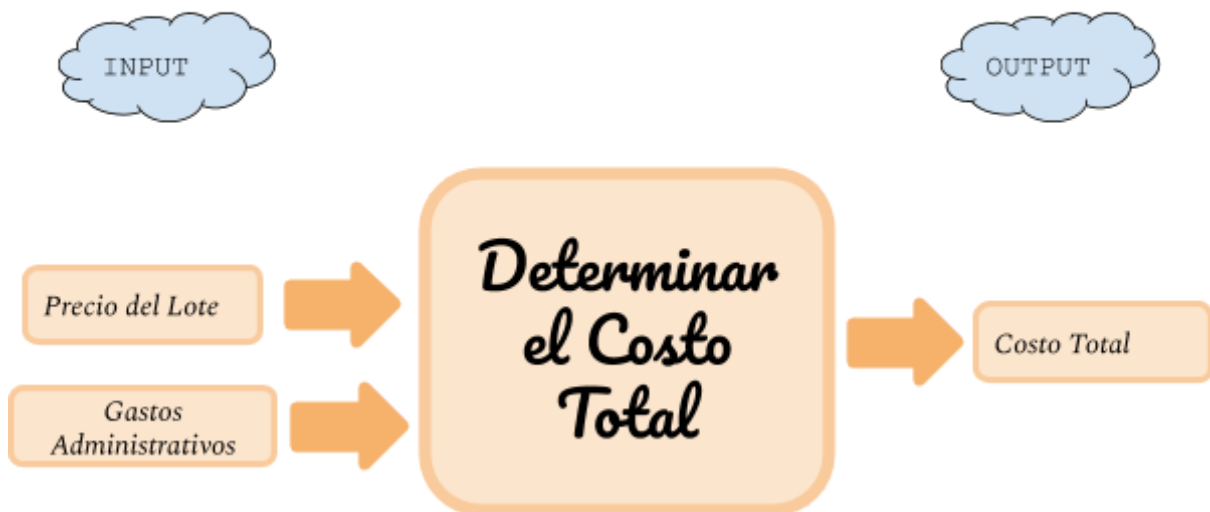 INPUT
OUTPUT
Precio del Lote
Gastos
Administrativos
Determinar
el Costo
Total
Costo Total